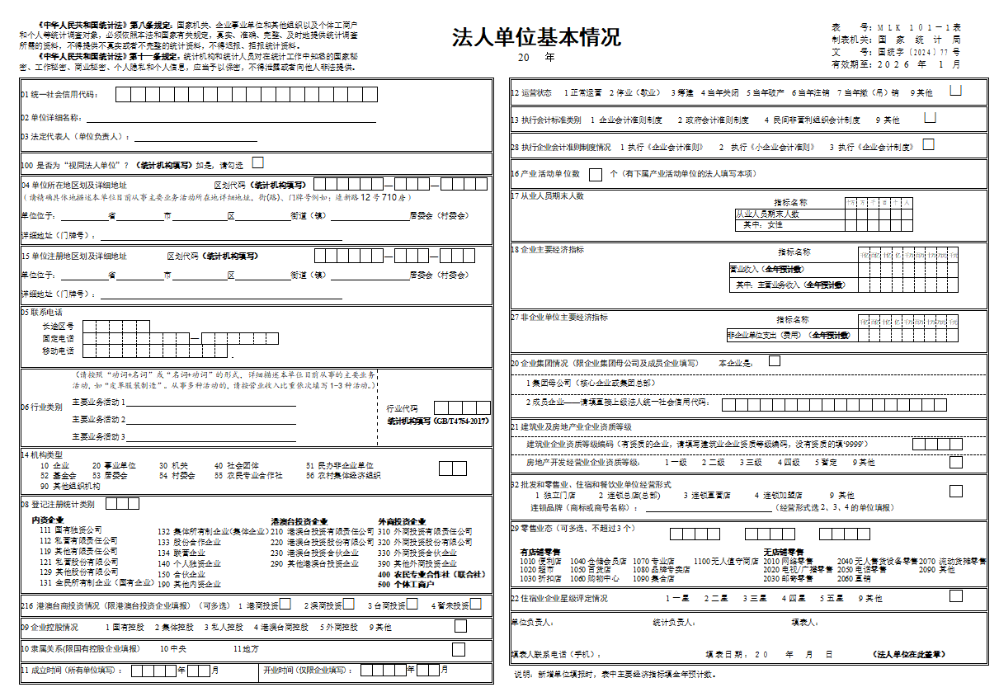 《中华人民共和国统计法》第八条规定：国家机关、企业事业单位和其他组织以及个体工商户
和个人等统计调查对象，必须依照本法和国家有关规定，真实、准确、完整、及时地提供统计调查
所需的资料，不得提供不真实或者不完整的统计资料，不得迟报、拒报统计资料。
《中华人民共和国统计法》第十一条规定：统计机构和统计人员对在统计工作中知悉的国家秘
密、工作秘密、商业秘密、个人隐私和个人信息，应当予以保密，不得泄露或者向他人非法提供。
法人单位基本情况
20 年
表 号：MLK 101－1表
制表机关：国 家 统 计 局
文 号：国统字〔2024〕77 号
有效期至：2026 年 1 月
01 统一社会信用代码：
02 单位详细名称：
03 法定代表人（单位负责人）：
100 是否为“视同法人单位”？（统计机构填写）如是，请勾选
04 单位所在地区划及详细地址 区划代码（统计机构填写） — —
（请精确具体地描述本单位目前从事主要业务活动所在地详细地址，街(路)、门牌号例如：连新路 12 号 710 房）
单位位于： 省 市 区 街道（镇） 居委会（村委会）
详细地址（门牌号）：
15 单位注册地区划及详细地址 区划代码（统计机构填写） — —
单位位于： 省 市 区 街道（镇） 居委会（村委会）
详细地址（门牌号）：
05 联系电话
长途区号
固定电话 —
移动电话 .
（请按照“动词+名词”或“名词+动词”的形式，详细描述本单位目前从事的主要业务
活动，如“皮革服装制造”。从事多种活动的，请按营业收入比重依次填写 1-3 种活动。）
06 行业类别
主要业务活动 1
主要业务活动 2
主要业务活动 3
行业代码
统计机构填写（GB/T4754-2017）
14 机构类型
10 企业 20 事业单位 30 机关 40 社会团体 51 民办非企业单位
52 基金会 53 居委会 54 村委会 55 农民专业合作社 56 农村集体经济组织
90 其他组织机构
08 登记注册统计类别
内资企业
111 国有独资公司
112 私营有限责任公司
119 其他有限责任公司
121 私营股份有限公司
129 其他股份有限公司
131 全民所有制企业（国有企业）
132 集体所有制企业(集体企业)
133 股份合作企业
134 联营企业
140 个人独资企业
150 合伙企业
190 其他内资企业
港澳台投资企业
210 港澳台投资有限责任公司
220 港澳台投资股份有限公司
230 港澳台投资合伙企业
290 其他港澳台投资企业
外商投资企业
310 外商投资有限责任公司
320 外商投资股份有限公司
330 外商投资合伙企业
390 其他外商投资企业
400 农民专业合作社（联合社）
500 个体工商户
216 港澳台商投资情况（限港澳台投资企业填报）（可多选） 1 港商投资 2 澳商投资 3 台商投资 4 暂未投资
09 企业控股情况 1 国有控股 2 集体控股 3 私人控股 4 港澳台商控股 5 外商控股 9 其他
10 隶属关系(限国有控股企业填报） 10 中央 11 地方
11 成立时间（所有单位填写）： 年 月 开业时间（仅限企业填写）： 年 月
12 运营状态 1 正常运营 2 停业（歇业） 3 筹建 4 当年关闭 5 当年破产 6 当年注销 7 当年撤（吊）销 9 其他
13 执行会计标准类别 1 企业会计准则制度 2 政府会计准则制度 4 民间非营利组织会计制度 9 其他
28 执行企业会计准则制度情况 1 执行《企业会计准则》 2 执行《小企业会计准则》 3 执行《企业会计制度》
16 产业活动单位数 个（有下属产业活动单位的法人填写本项）
17 从业人员期末人数
指标名称 十万 万 千 百 十 人
从业人员期末人数
其中：女性
18 企业主要经济指标
指标名称 千亿 百亿 十亿 亿 千万 百万 十万 万元 千元
营业收入（全年预计数）
其中：主营业务收入（全年预计数）
27 非企业单位主要经济指标
指标名称 千亿 百亿 十亿 亿 千万 百万 十万 万元 千元
非企业单位支出（费用）（全年预计数）
20 企业集团情况（限企业集团母公司及成员企业填写） 本企业是：
1 集团母公司（核心企业或集团总部）
2 成员企业——请填直接上级法人统一社会信用代码：
21 建筑业及房地产业企业资质等级
建筑业企业资质等级编码（有资质的企业，请填写建筑业企业资质等级编码，没有资质的填‘9999’）
房地产开发经营业企业资质等级： 1 一级 2 二级 3 三级 4 四级 5 暂定 9 其他
32 批发和零售业、住宿和餐饮业单位经营形式
1 独立门店 2 连锁总店(总部) 3 连锁直营店 4 连锁加盟店 9 其他
连锁品牌（商标或商号名称）： （经营形式选 2、3、4 的单位填报）
29 零售业态（可多选，不超过 3 个）
有店铺零售
1010 便利店 1040 仓储会员店 1070 专业店 1100 无人值守商店
1020 超市 1050 百货店 1080 品牌专卖店
1030 折扣店 1060 购物中心 1090 集合店
无店铺零售
2010 网络零售 2040 无人售货设备零售 2070 流动货摊零售
2020 电视/广播零售 2050 电话零售 2090 其他
2030 邮寄零售 2060 直销
22 住宿业企业星级评定情况 1 一星 2 二星 3 三星 4 四星 5 五星 9 其他
单位负责人： 统计负责人： 填表人：
填表人联系电话（手机）： 填表日期：20 年 月 日 （法人单位在此盖章）
说明：新增单位填报时，表中主要经济指标填全年预计数。